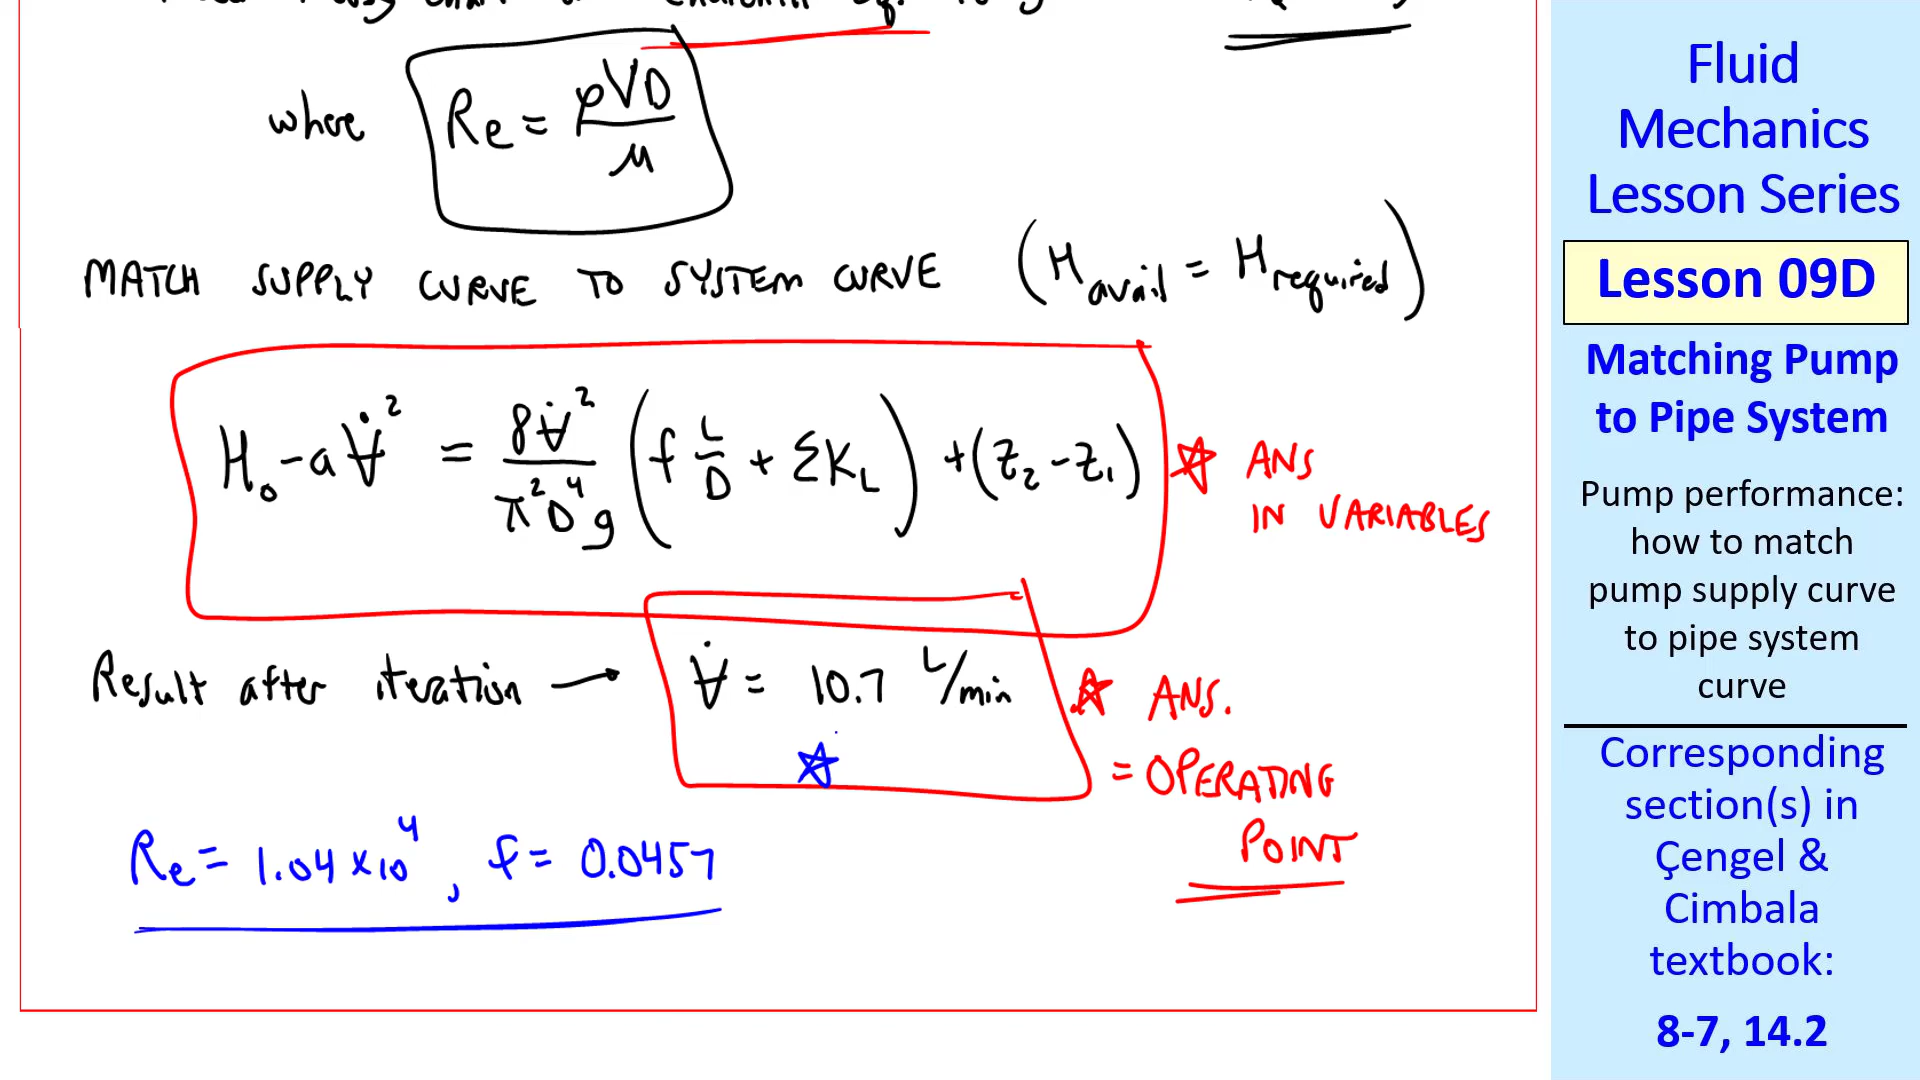 where Re = ρVD/μ
MATCH SUPPLY CURVE TO SYSTEM CURVE (H_avail = H_required)
H₀ - aV̇² = 8V̇²/π²D⁴g (f L/D + ΣK_L) + (z₂ - z₁) ☆ ANS
IN VARIABLES
Result after iteration → V̇ = 10.7 L/min ☆ ANS.
= OPERATING
POINT
Re = 1.04 x 10⁴, f = 0.0457
Fluid
Mechanics
Lesson Series
Lesson 09D
Matching Pump
to Pipe System
Pump performance:
how to match
pump supply curve
to pipe system
curve
Corresponding
section(s) in
Çengel &
Cimbala
textbook:
8-7, 14.2